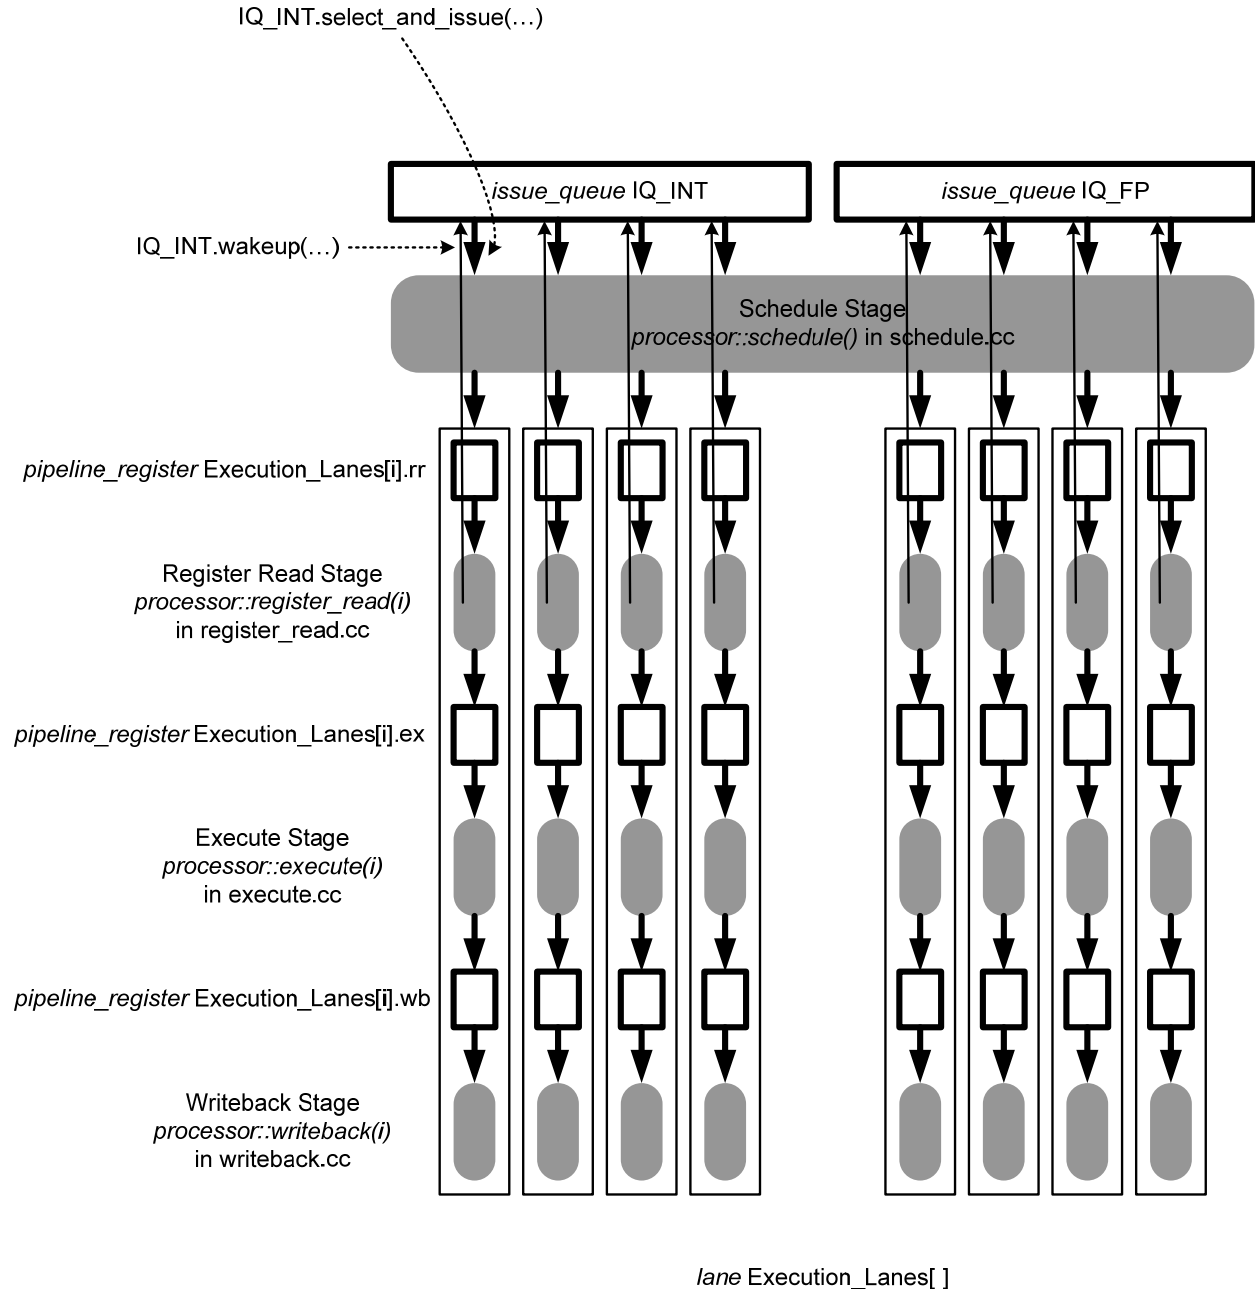 IQ_INT.select_and_issue(…)
issue_queue IQ_INT
issue_queue IQ_FP
IQ_INT.wakeup(…)
Schedule Stage
processor::schedule() in schedule.cc
pipeline_register Execution_Lanes[i].rr
Register Read Stage
processor::register_read(i)
in register_read.cc
pipeline_register Execution_Lanes[i].ex
Execute Stage
processor::execute(i)
in execute.cc
pipeline_register Execution_Lanes[i].wb
Writeback Stage
processor::writeback(i)
in writeback.cc
lane Execution_Lanes[ ]